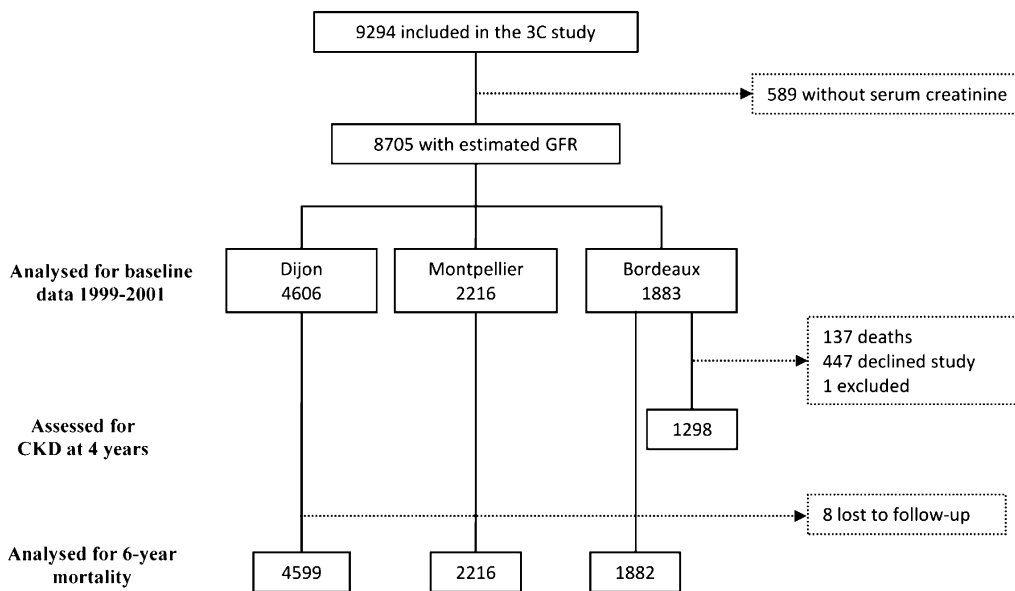 9294 included in the 3C study
589 without serum creatinine
8705 with estimated GFR
Analysed for baseline
data 1999-2001
Dijon
4606
Montpellier
2216
Bordeaux
1883
137 deaths
447 declined study
1 excluded
Assessed for
CKD at 4 years
1298
8 lost to follow-up
Analysed for 6-year
mortality
4599
2216
1882